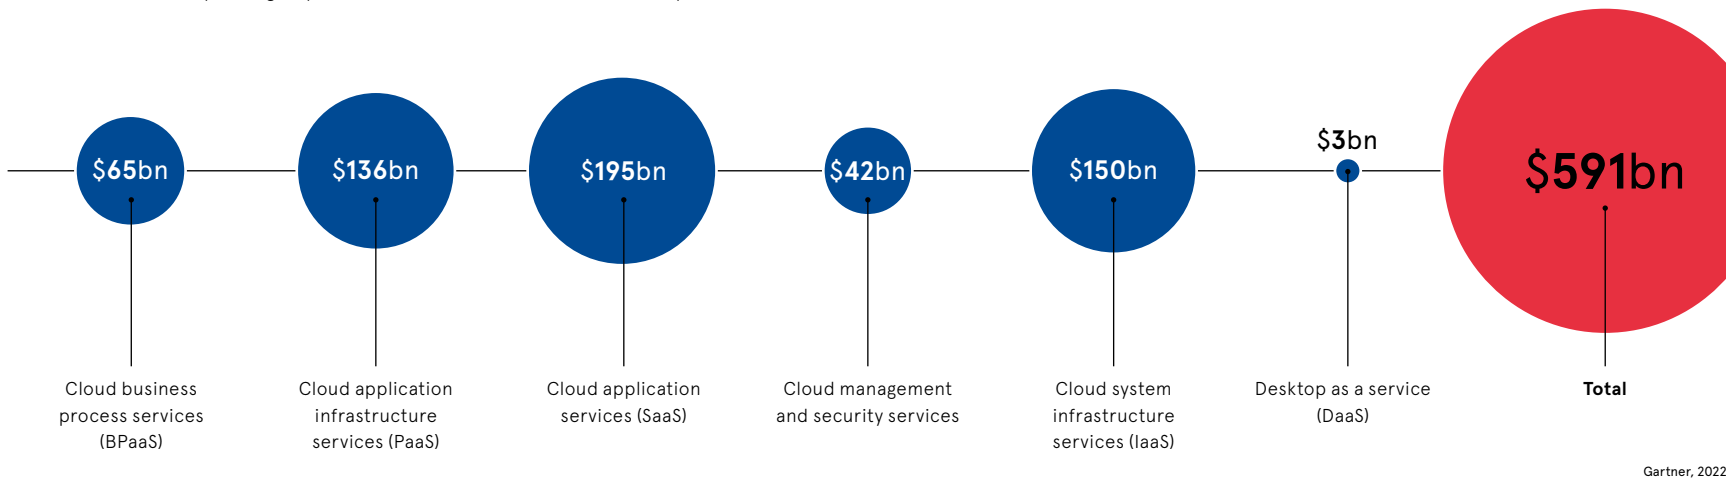 $65bn
$136bn
$195bn
$42bn
$150bn
$3bn
$591bn
Cloud business
process services
(BPaaS)
Cloud application
infrastructure
services (PaaS)
Cloud application
services (SaaS)
Cloud management
and security services
Cloud system
infrastructure
services (IaaS)
Desktop as a service
(DaaS)
Total
Gartner, 2022